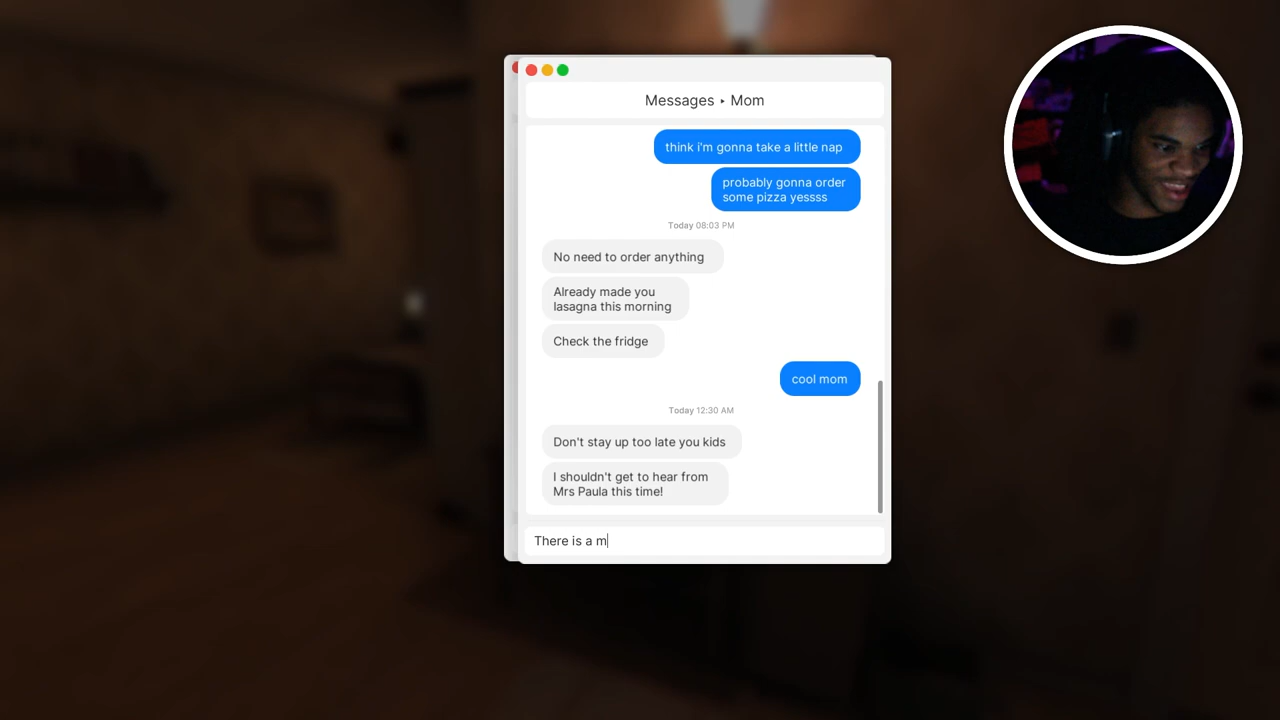 Messages ‣ Mom
think i'm gonna take a little nap
probably gonna order
some pizza yessss
Today 08:03 PM
No need to order anything
Already made you
lasagna this morning
Check the fridge
cool mom
Today 12:30 AM
Don't stay up too late you kids
I shouldn't get to hear from
Mrs Paula this time!
There is a m